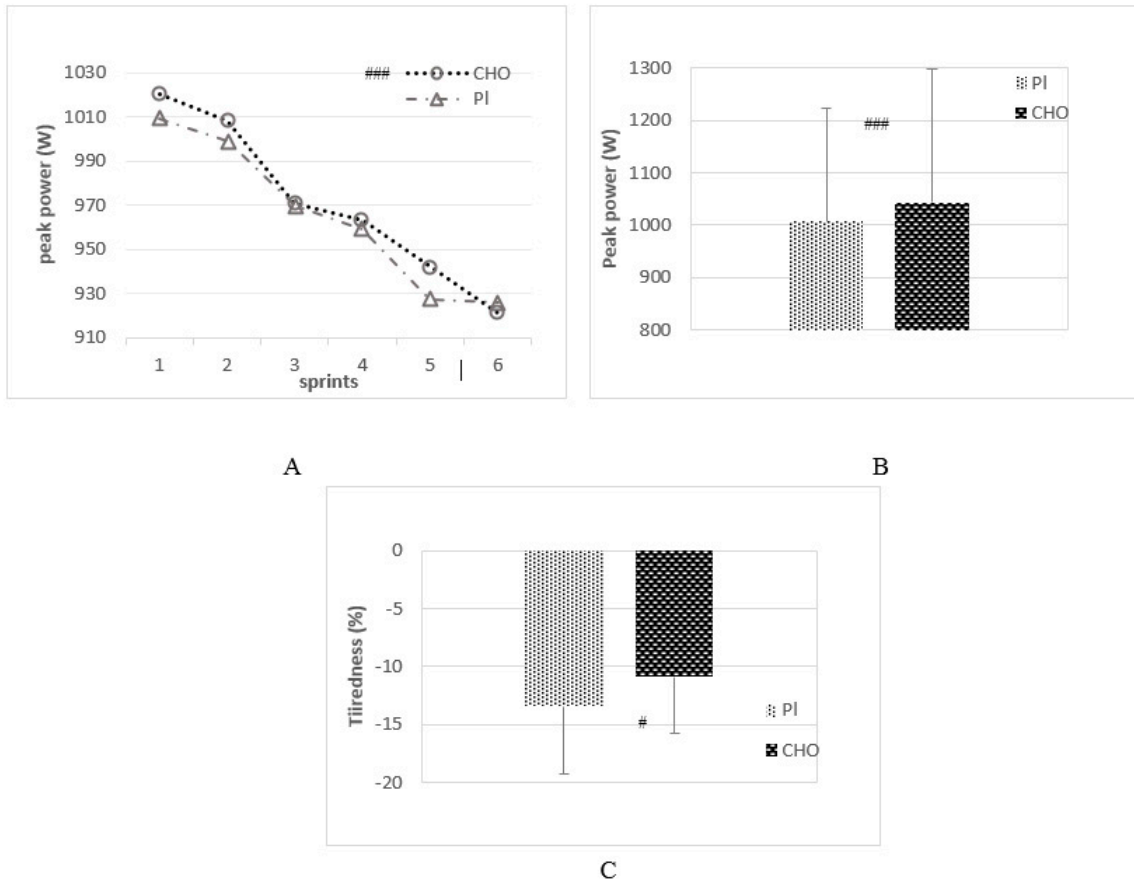 1030
1010
990
970
950
930
910
peak power (W)
### CHO
Pl
1 2 3 4 5 | 6
sprints
A
1300
1200
1100
1000
900
800
Peak power (W)
Pl
###
CHO
B
0
-5
-10
-15
-20
Tiiredness (%)
#
Pl
CHO
C